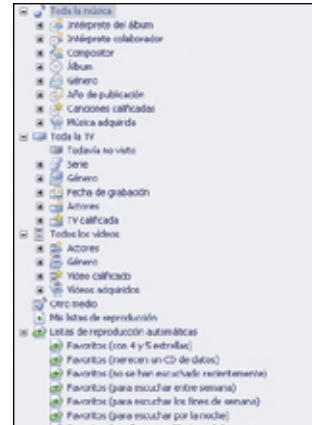 Toda la música
Intérprete del álbum
Intérprete colaborador
Compositor
Álbum
Género
Año de publicación
Canciones calificadas
Música adquirida
Toda la TV
Todavía no visto
Serie
Género
Fecha de grabación
Actores
TV calificada
Todos los vídeos
Actores
Género
Vídeo calificado
Vídeos adquiridos
Otro medio
Mis listas de reproducción
Listas de reproducción automáticas
Favoritos (con 4 y 5 estrellas)
Favoritos (merecen un CD de datos)
Favoritos (no se han escuchado recientemente)
Favoritos (para escuchar entre semana)
Favoritos (para escuchar los fines de semana)
Favoritos (para escuchar por la noche)